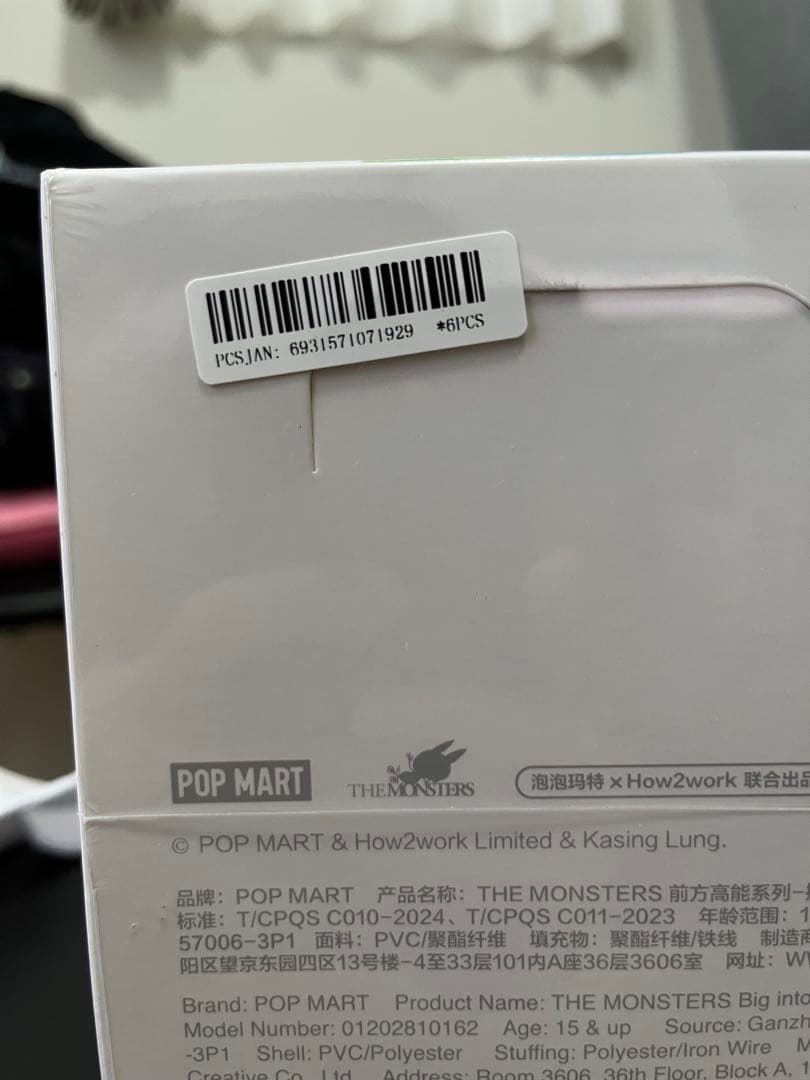 PCSJAN: 6931571071929 *6PCS
POP MART
THE MONSTERS
泡泡玛特 × How2work 联合出品
© POP MART & How2work Limited & Kasing Lung.
品牌：POP MART 产品名称：THE MONSTERS 前方高能系列-
标准：T/CPQS C010-2024、T/CPQS C011-2023 年龄范围：1
57006-3P1 面料：PVC/聚酯纤维 填充物：聚酯纤维/铁线 制造商
阳区望京东园四区13号楼-4至33层101内A座36层3606室 网址：WW
Brand: POP MART Product Name: THE MONSTERS Big into
Model Number: 01202810162 Age: 15 & up Source: Ganzh
-3P1 Shell: PVC/Polyester Stuffing: Polyester/Iron Wire M
Creative Co., Ltd. Address: Room 3606, 36th Floor, Block A, 1